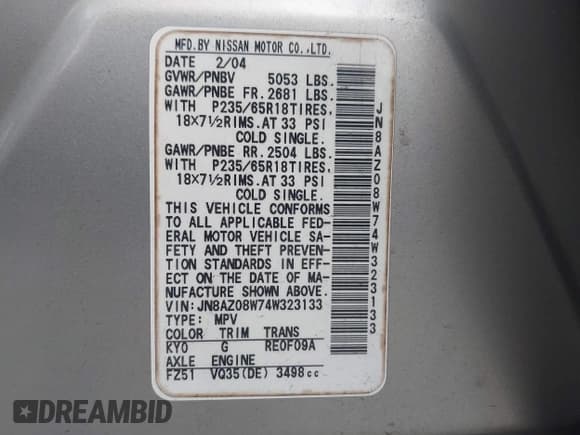 MFD.BY NISSAN MOTOR CO.,LTD.
DATE 2/04
GVWR/PNBV 5053 LBS.
GAWR/PNBE FR.2681 LBS.
WITH P235/65R18TIRES,
18X7½RIMS.AT 33 PSI
COLD SINGLE.
GAWR/PNBE RR.2504 LBS.
WITH P235/65R18TIRES,
18X7½RIMS.AT 33 PSI
COLD SINGLE.
THIS VEHICLE CONFORMS
TO ALL APPLICABLE FED-
ERAL MOTOR VEHICLE SA-
FETY AND THEFT PREVEN-
TION STANDARDS IN EFF-
ECT ON THE DATE OF MA-
NUFACTURE SHOWN ABOVE.
VIN:JN8AZ08W74W323133
TYPE: MPV
COLOR TRIM TRANS
KY0 G RE0F09A
AXLE ENGINE
FZ51 VQ35(DE) 3498cc
JN8AZ08W74W323133
DREAMBID